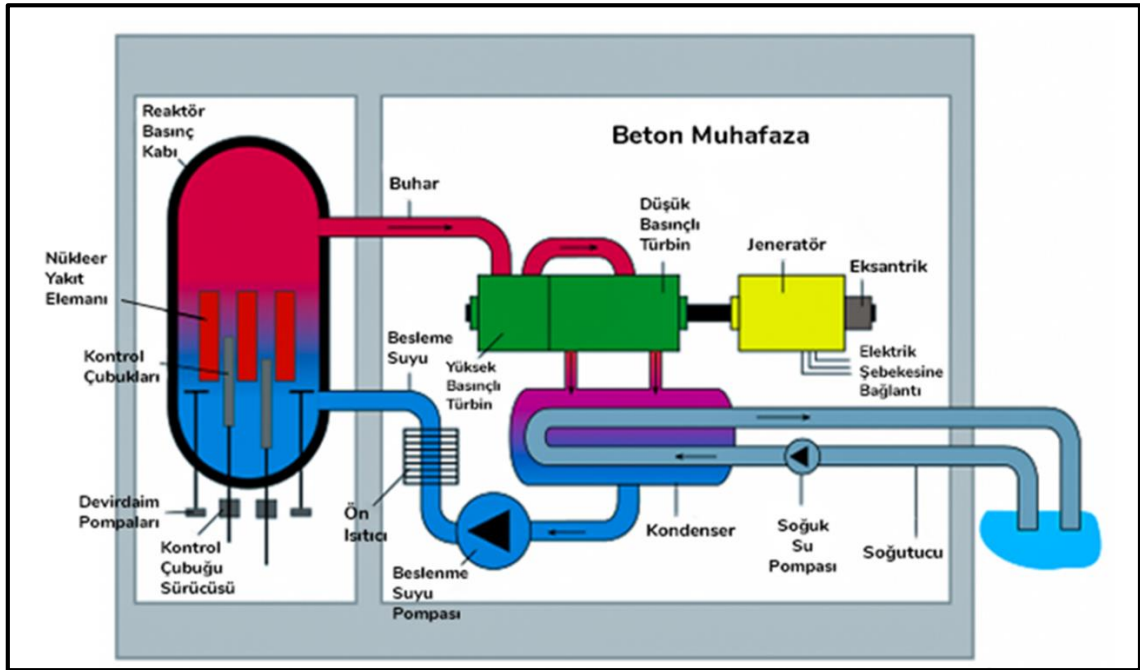 Reaktör
Basınç
Kabı
Beton Muhafaza
Buhar
Düşük
Basınçlı
Türbin
Jeneratör
Eksantrik
Nükleer
Yakıt
Elemanı
Kontrol
Çubukları
Besleme
Suyu
Yüksek
Basınçlı
Türbin
Elektrik
Şebekesine
Bağlantı
Devirdaim
Pompaları
Kontrol
Çubuğu
Sürücüsü
Ön
Isıtıcı
Beslenme
Suyu
Pompası
Kondenser
Soğuk
Su
Pompası
Soğutucu